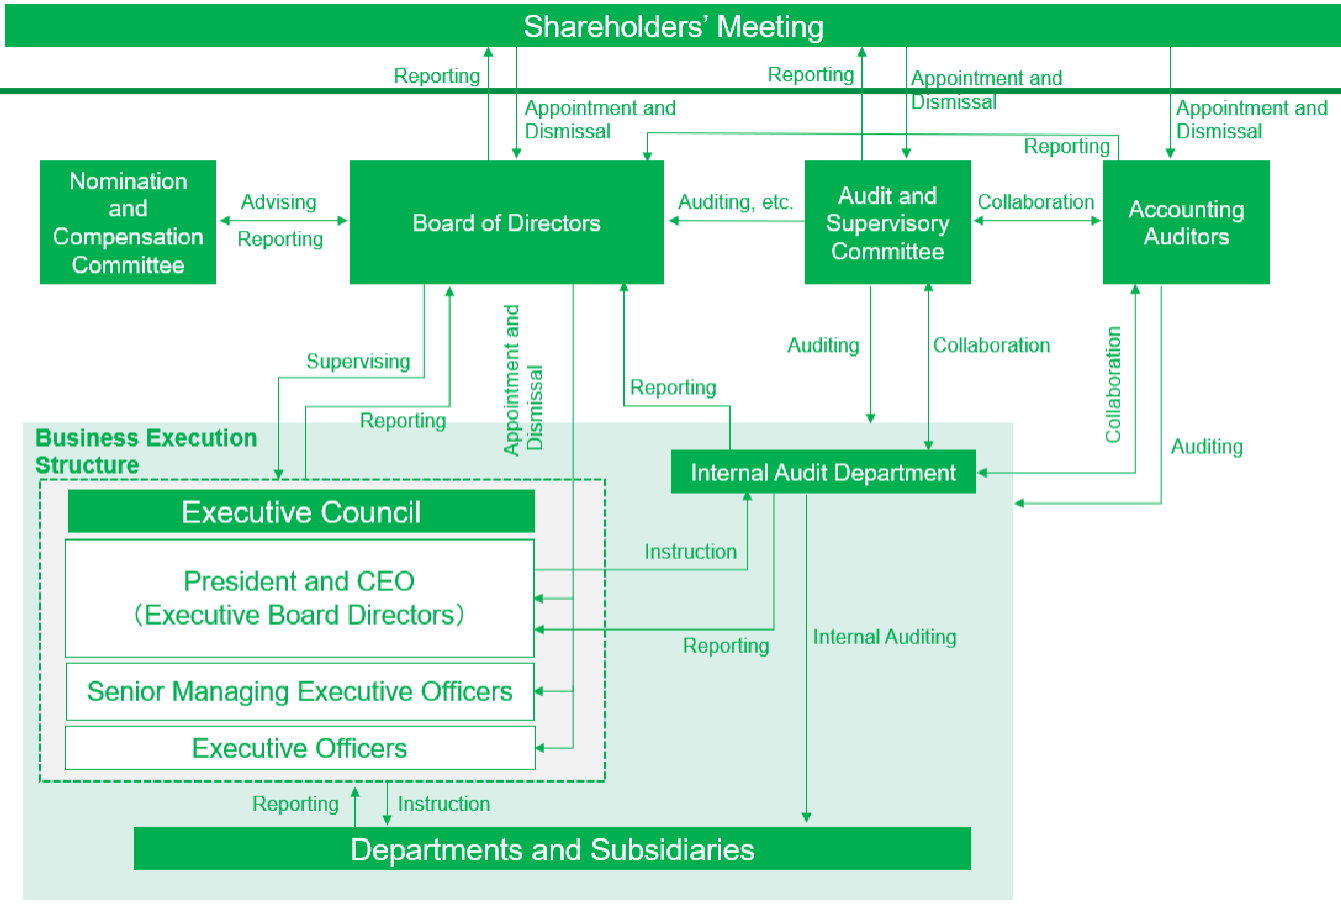 Shareholders’ Meeting
Reporting
Reporting
Appointment and
Dismissal
Appointment and
Dismissal
Appointment and
Dismissal
Reporting
Nomination
and
Compensation
Committee
Advising
Reporting
Board of Directors
Auditing, etc.
Audit and
Supervisory
Committee
Collaboration
Accounting
Auditors
Supervising
Reporting
Appointment and
Dismissal
Reporting
Auditing
Collaboration
Collaboration
Auditing
Business Execution
Structure
Internal Audit Department
Executive Council
President and CEO
（Executive Board Directors）
Senior Managing Executive Officers
Executive Officers
Instruction
Reporting
Internal Auditing
Reporting
Instruction
Departments and Subsidiaries